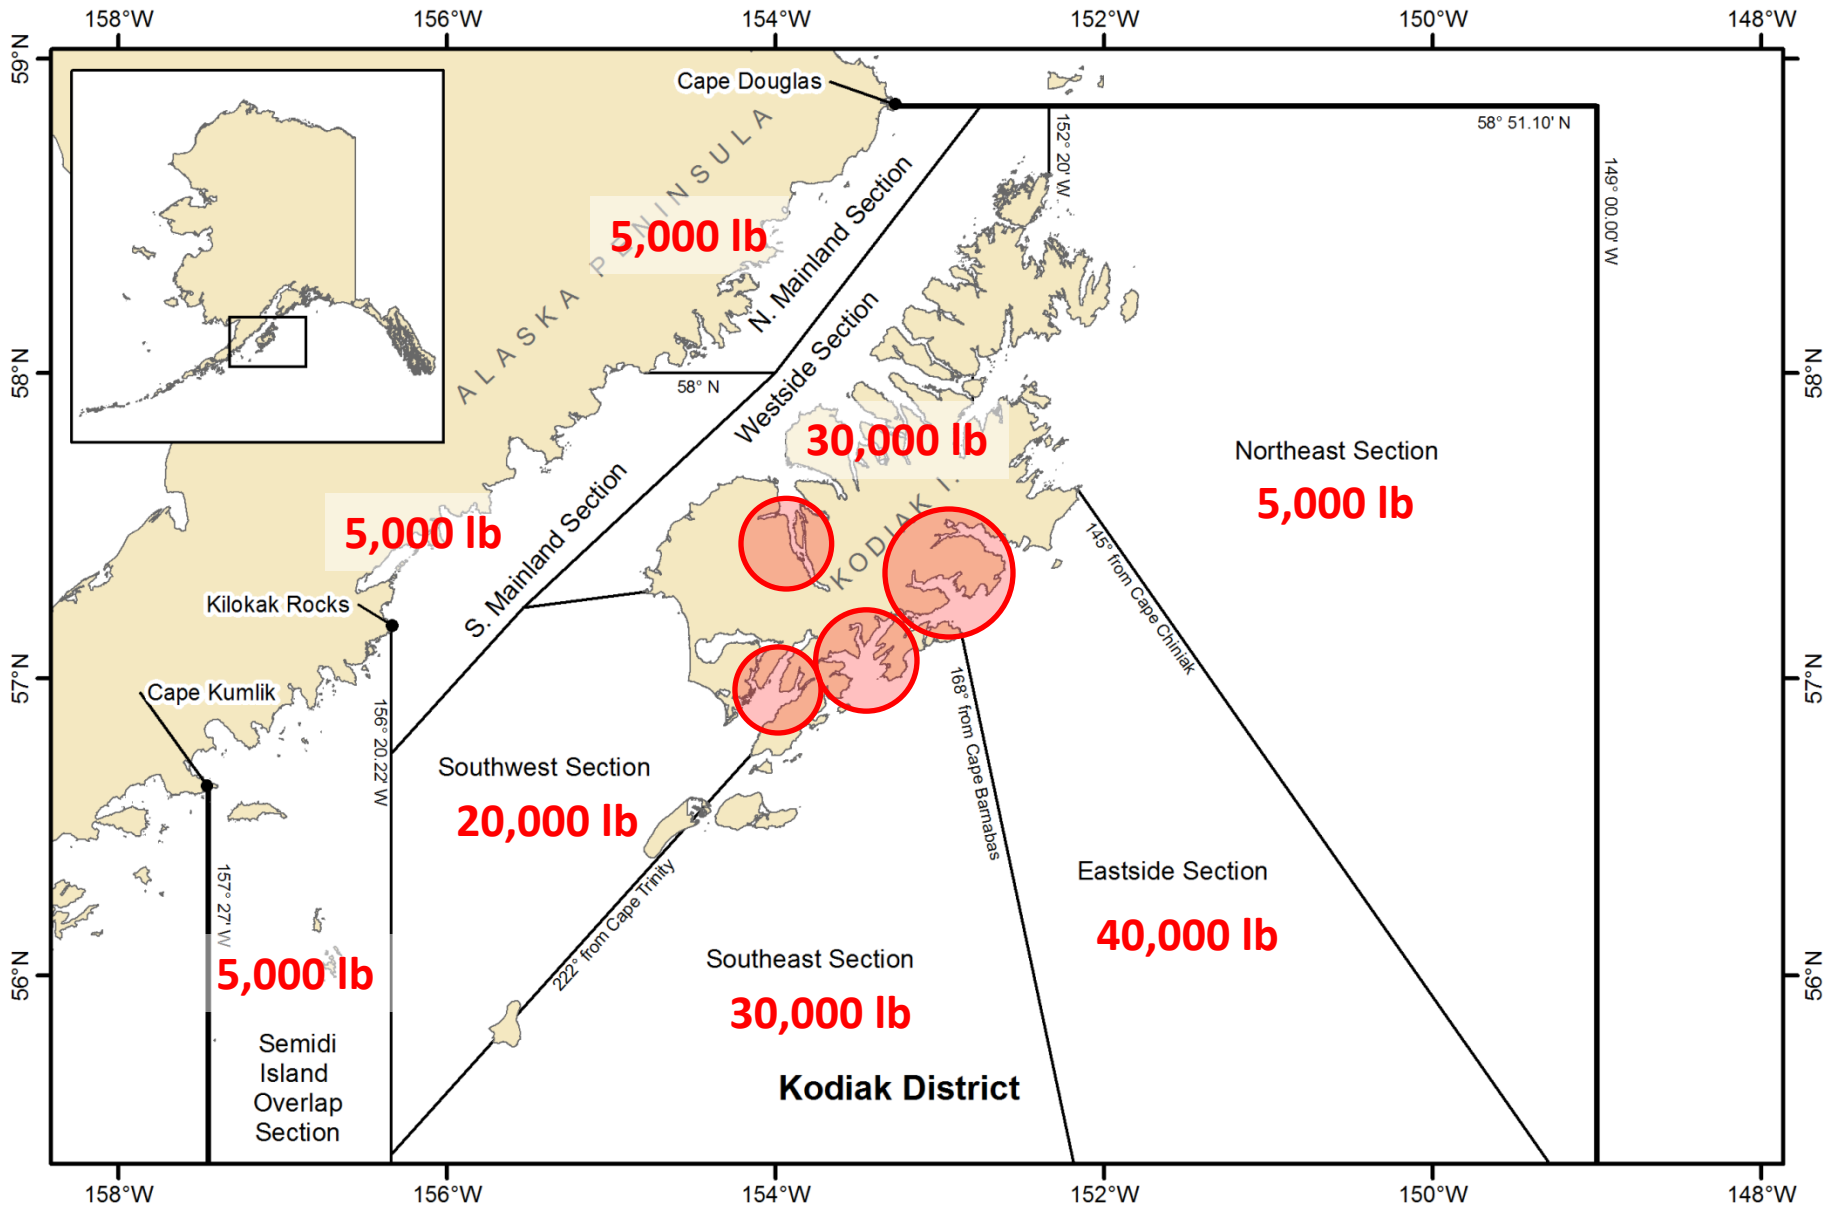 158°W
156°W
154°W
152°W
150°W
148°W
59°N
59°N
Cape Douglas
58° 51.10' N
152° 20' W
149° 00.00' W
ALASKA PENINSULA
5,000 lb
N. Mainland Section
58°N
58° N
58°N
Westside Section
30,000 lb
Northeast Section
5,000 lb
KODIAK I.
5,000 lb
S. Mainland Section
145° from Cape Chiniak
Kilokak Rocks
57°N
57°N
Cape Kumlik
156° 20.22' W
168° from Cape Barnabas
Southwest Section
20,000 lb
222° from Cape Trinity
157° 27' W
Eastside Section
40,000 lb
5,000 lb
56°N
56°N
Southeast Section
30,000 lb
Semidi
Island
Overlap
Section
Kodiak District
158°W
156°W
154°W
152°W
150°W
148°W